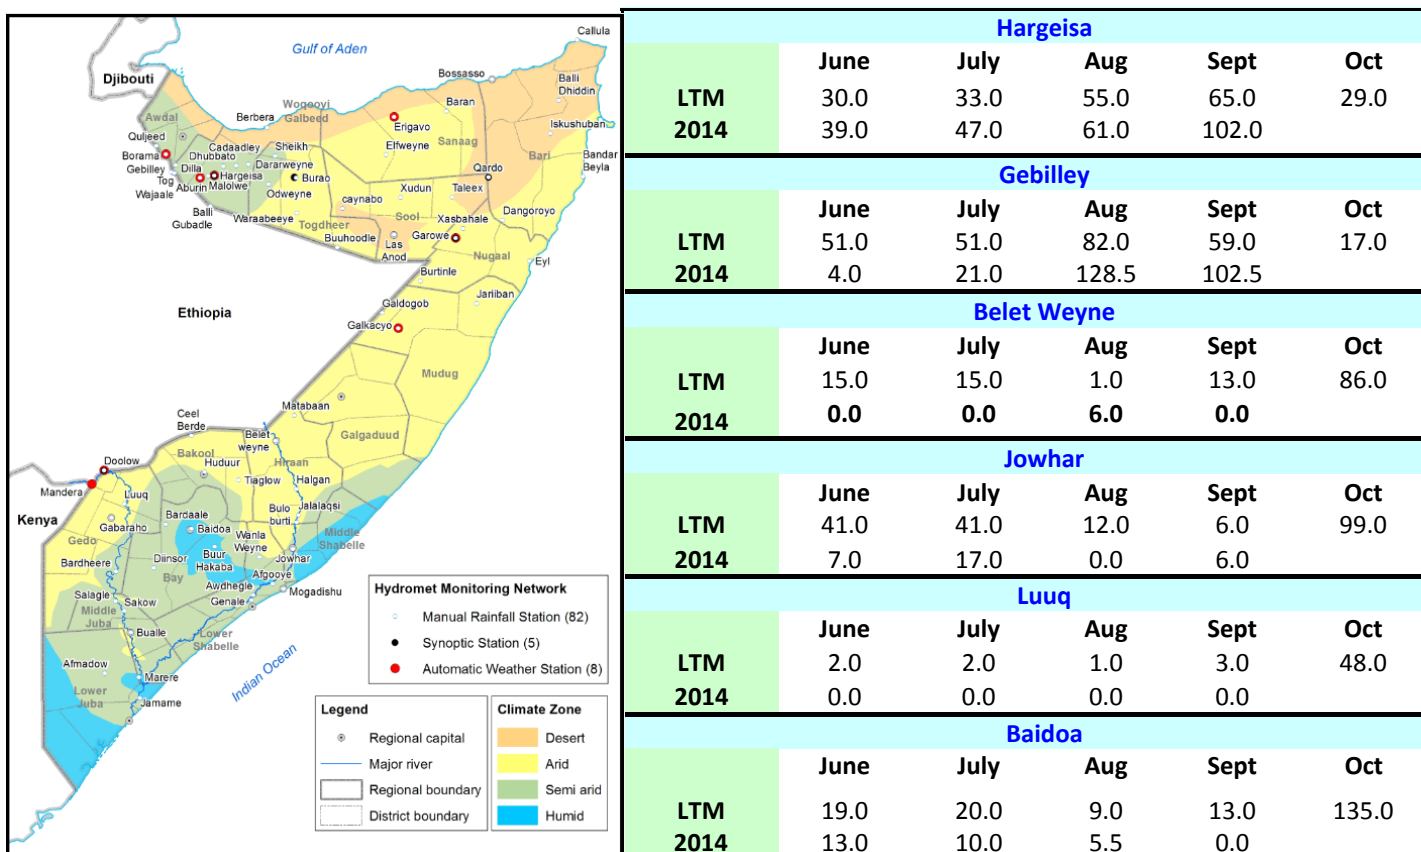 Gulf of Aden
Callula
Djibouti
Bossasso
Balli
Dhiddin
Woqooyi
Galbeed
Baran
Awdal
Berbera
Erigavo
Iskushuban
Quljeed
Cadaadley
Sheikh
Elfweyne
Sanaag
Bari
Borama
Dhubbato
Dararweyne
Bandar
Beyla
Gebilley
Dilla
Hargeisa
Burao
Qardo
Tog
Wajaale
Aburin
Malolwe
Odweyne
Xudun
Taleex
caynabo
Balli
Gubadle
Waraabeeye
Togdheer
Sool
Xasbahale
Dangoroyo
Buuhoodle
Las
Anod
Garowe
Nugaal
Eyl
Burtinle
Jariiban
Ethiopia
Galdogob
Galkacyo
Mudug
Matabaan
Ceel
Berde
Belet
weyne
Galgaduud
Doolow
Bakool
Huduur
Hiraan
Mandera
Tiaglow
Halgan
Luuq
Kenya
Bulo
burti
Jalalaqsi
Gabaraho
Bardaale
Baidoa
Wanla
Weyne
Middle
Shabelle
Gedo
Diinsor
Buur
Hakaba
Jowhar
Bardheere
Bay
Afgooye
Awdhegle
Mogadishu
Salagle
Sakow
Genale
Middle
Juba
Bualle
Lower
Shabelle
Afmadow
Indian Ocean
Marere
Lower
Juba
Jamame
Hydromet Monitoring Network
Manual Rainfall Station (82)
Synoptic Station (5)
Automatic Weather Station (8)
Legend
Regional capital
Major river
Regional boundary
District boundary
Climate Zone
Desert
Arid
Semi arid
Humid
Hargeisa
June July Aug Sept Oct
LTM 30.0 33.0 55.0 65.0 29.0
2014 39.0 47.0 61.0 102.0
Gebilley
June July Aug Sept Oct
LTM 51.0 51.0 82.0 59.0 17.0
2014 4.0 21.0 128.5 102.5
Belet Weyne
June July Aug Sept Oct
LTM 15.0 15.0 1.0 13.0 86.0
2014 0.0 0.0 6.0 0.0
Jowhar
June July Aug Sept Oct
LTM 41.0 41.0 12.0 6.0 99.0
2014 7.0 17.0 0.0 6.0
Luuq
June July Aug Sept Oct
LTM 2.0 2.0 1.0 3.0 48.0
2014 0.0 0.0 0.0 0.0
Baidoa
June July Aug Sept Oct
LTM 19.0 20.0 9.0 13.0 135.0
2014 13.0 10.0 5.5 0.0